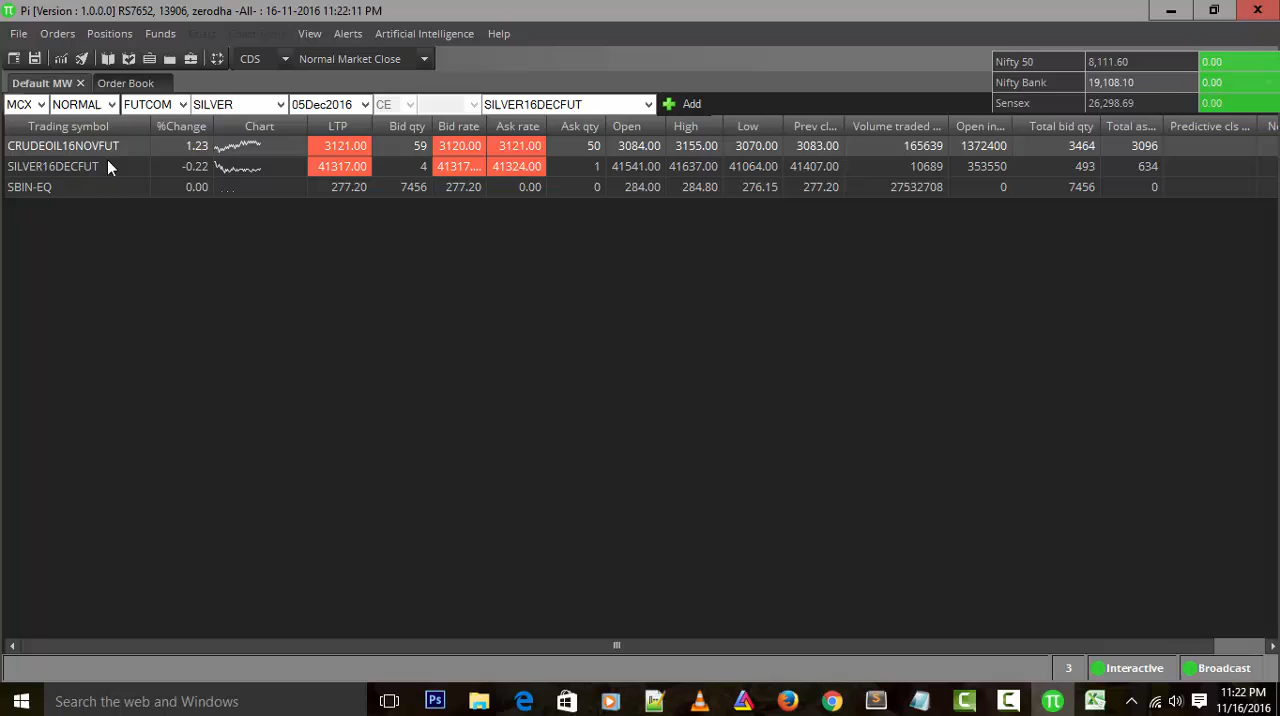 Pi [Version : 1.0.0.0] RS7652, 13906, zerodha -All- : 16-11-2016 11:22:11 PM
File Orders Positions Funds View Alerts Artificial Intelligence Help
CDS Normal Market Close
Nifty 50 8,111.60 0.00
Nifty Bank 19,108.10 0.00
Sensex 26,298.69 0.00
Default MW Order Book
MCX NORMAL FUTCOM SILVER 05Dec2016 CE SILVER16DECFUT Add
Trading symbol %Change Chart LTP Bid qty Bid rate Ask rate Ask qty Open High Low Prev cl... Volume traded ... Open in... Total bid qty Total as... Predictive cls ...
CRUDEOIL16NOVFUT 1.23 3121.00 59 3120.00 3121.00 50 3084.00 3155.00 3070.00 3083.00 165639 1372400 3464 3096
SILVER16DECFUT -0.22 41317.00 4 41317.... 41324.00 1 41541.00 41637.00 41064.00 41407.00 10689 353550 493 634
SBIN-EQ 0.00 ... 277.20 7456 277.20 0.00 0 284.00 284.80 276.15 277.20 27532708 0 7456 0
3 Interactive Broadcast
Search the web and Windows
Ps
11:22 PM
11/16/2016